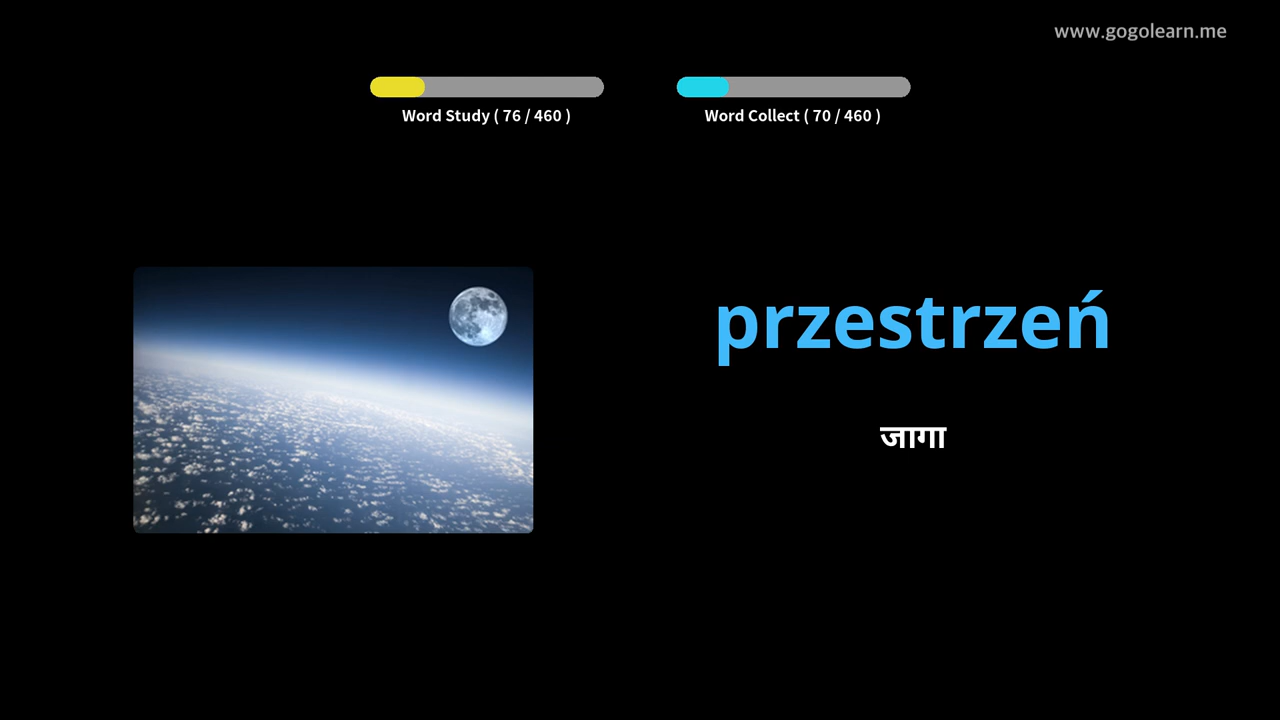 www.gogolearn.me
Word Study ( 76 / 460 )
Word Collect ( 70 / 460 )
przestrzeń
जागा